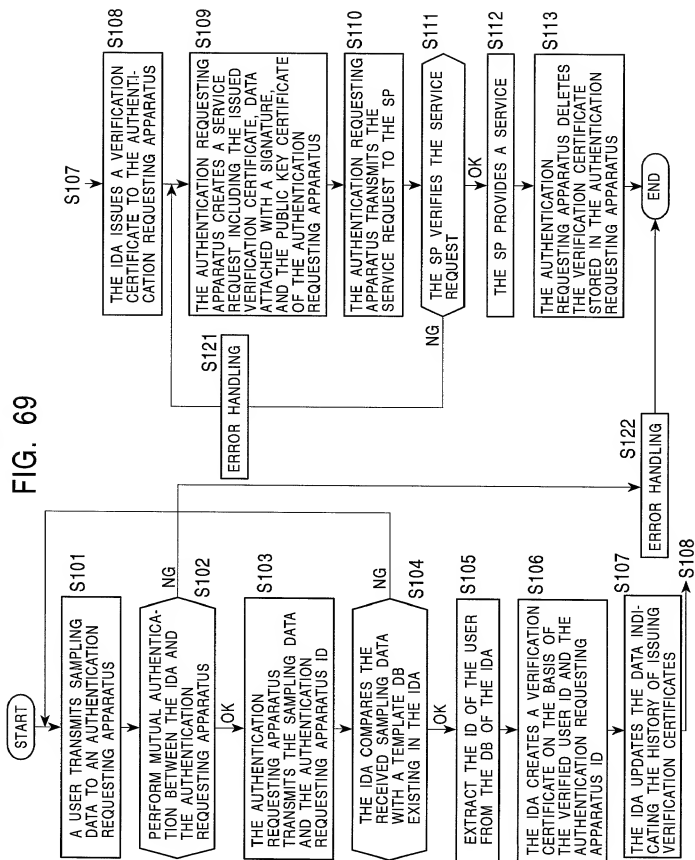 FIG. 69
START
S101
A USER TRANSMITS SAMPLING
DATA TO AN AUTHENTICATION
REQUESTING APPARATUS
S102
PERFORM MUTUAL AUTHENTICA-
TION BETWEEN THE IDA AND
THE AUTHENTICATION
REQUESTING APPARATUS
NG
OK
S103
THE AUTHENTICATION
REQUESTING APPARATUS
TRANSMITS THE SAMPLING DATA
AND THE AUTHENTICATION
REQUESTING APPARATUS ID
S104
THE IDA COMPARES THE
RECEIVED SAMPLING DATA
WITH A TEMPLATE DB
EXISTING IN THE IDA
NG
OK
S105
EXTRACT THE ID OF THE USER
FROM THE DB OF THE IDA
S106
THE IDA CREATES A VERIFICATION
CERTIFICATE ON THE BASIS OF
THE VERIFIED USER ID AND THE
AUTHENTICATION REQUESTING
APPARATUS ID
S107
THE IDA UPDATES THE DATA INDI-
CATING THE HISTORY OF ISSUING
VERIFICATION CERTIFICATES
S108
S107
S108
THE IDA ISSUES A VERIFICATION
CERTIFICATE TO THE AUTHENTI-
CATION REQUESTING APPARATUS
S109
THE AUTHENTICATION REQUESTING
APPARATUS CREATES A SERVICE
REQUEST INCLUDING THE ISSUED
VERIFICATION CERTIFICATE, DATA
ATTACHED WITH A SIGNATURE,
AND THE PUBLIC KEY CERTIFICATE
OF THE AUTHENTICATION
REQUESTING APPARATUS
S110
THE AUTHENTICATION REQUESTING
APPARATUS TRANSMITS THE
SERVICE REQUEST TO THE SP
S111
THE SP VERIFIES THE SERVICE
REQUEST
NG
OK
S121
ERROR HANDLING
S112
THE SP PROVIDES A SERVICE
S113
THE AUTHENTICATION
REQUESTING APPARATUS DELETES
THE VERIFICATION CERTIFICATE
STORED IN THE AUTHENTICATION
REQUESTING APPARATUS
S122
ERROR HANDLING
END